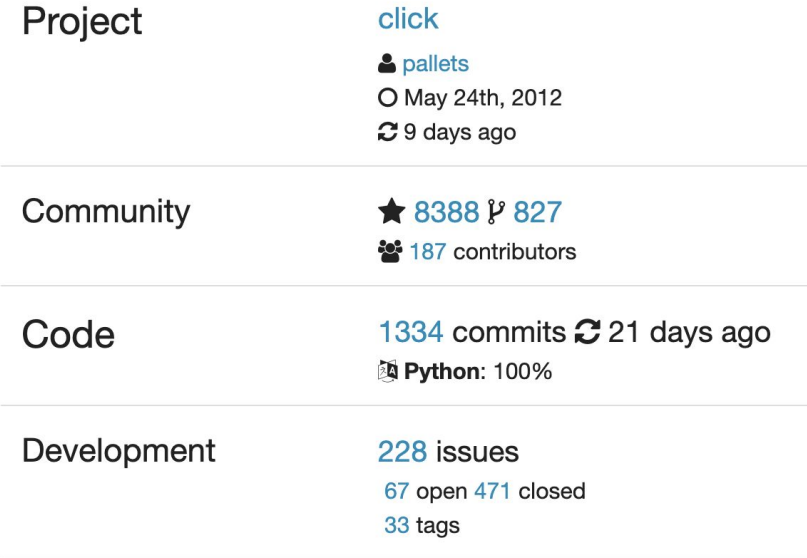 Project click
pallets
May 24th, 2012
9 days ago
Community 8388 827
187 contributors
Code 1334 commits 21 days ago
Python: 100%
Development 228 issues
67 open 471 closed
33 tags